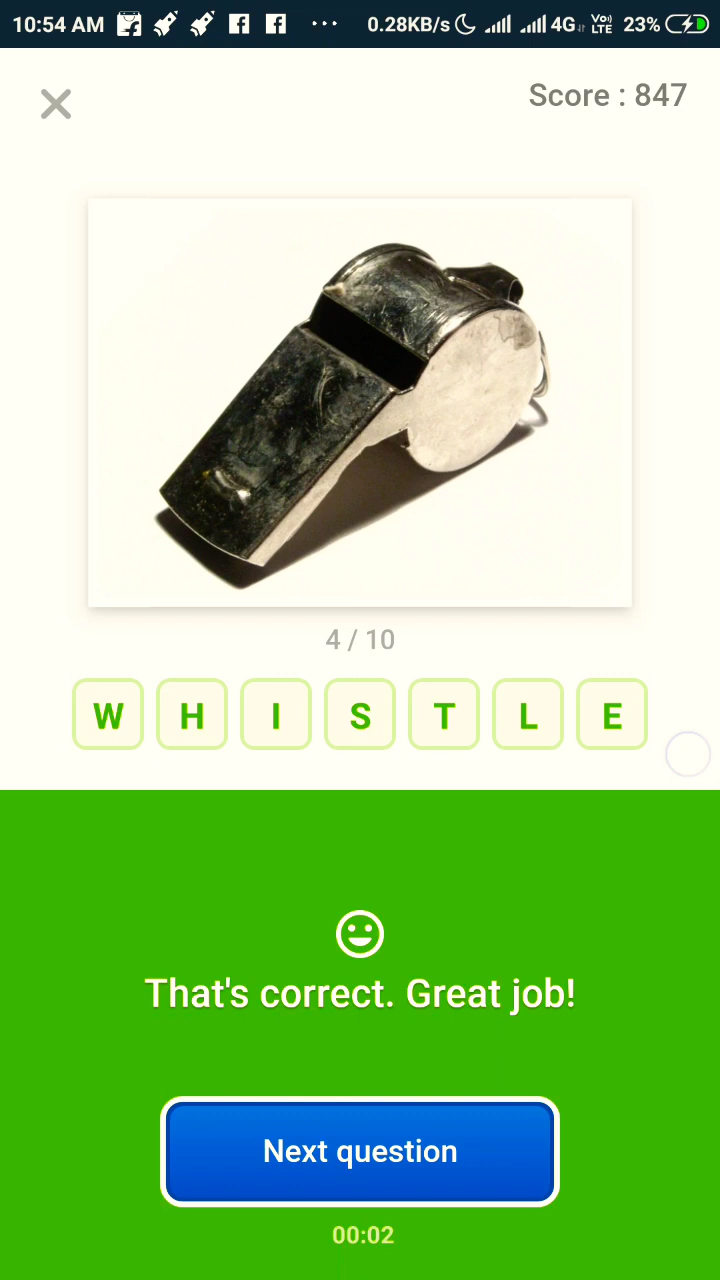 10:54 AM ... 0.28KB/s 4G Vo) LTE 23%
Score : 847
4 / 10
W H I S T L E
That's correct. Great job!
Next question
00:02